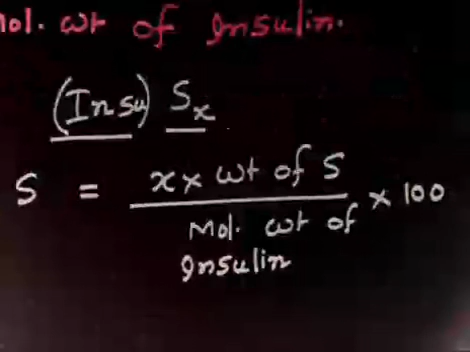 mol. wt of Insulin.
(Insu) Sx
S = x x wt of S / Mol. wt of Insulin x 100